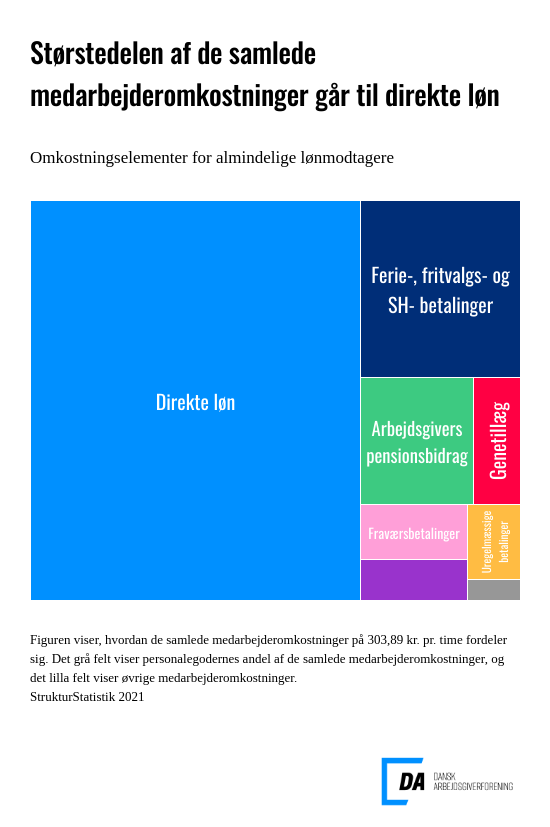 Størstedelen af de samlede
medarbejderomkostninger går til direkte løn
Omkostningselementer for almindelige lønmodtagere
Direkte løn
Ferie-, fritvalgs- og
SH- betalinger
Arbejdsgivers
pensionsbidrag
Genetillæg
Fraværsbetalinger
Uregelmæssige
betalinger
Figuren viser, hvordan de samlede medarbejderomkostninger på 303,89 kr. pr. time fordeler
sig. Det grå felt viser personalegodernes andel af de samlede medarbejderomkostninger, og
det lilla felt viser øvrige medarbejderomkostninger.
StrukturStatistik 2021
DA
DANSK
ARBEJDSGIVERFORENING